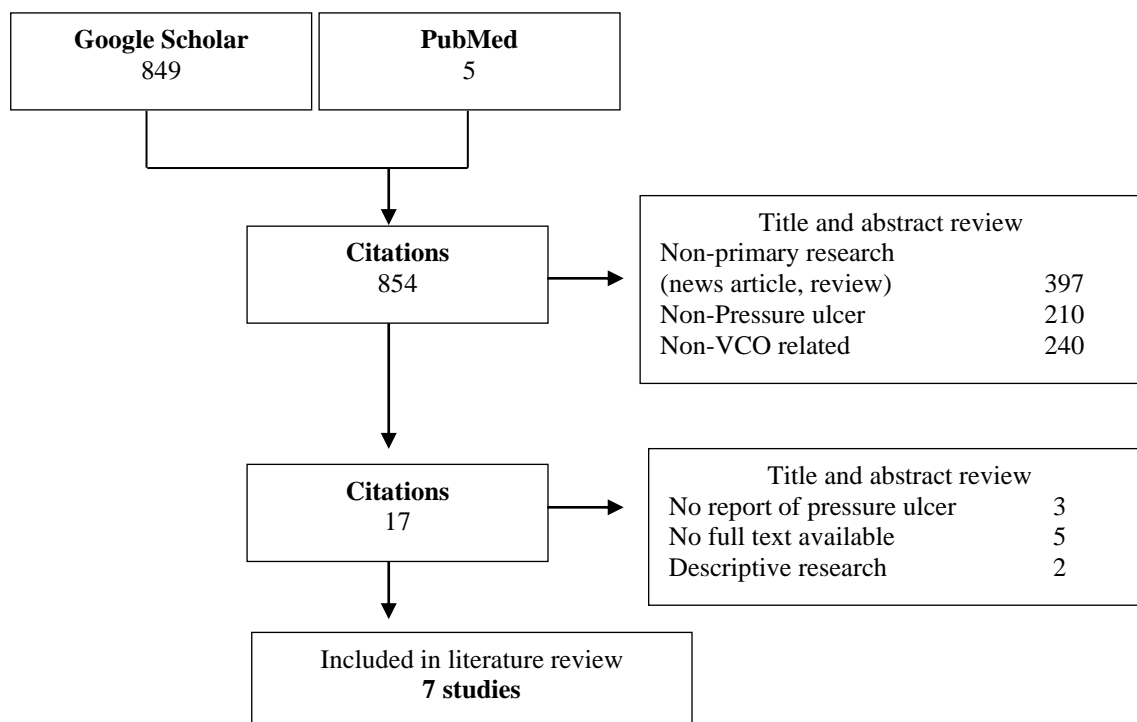 Google Scholar
849
PubMed
5
Citations
854
Title and abstract review
Non-primary research
(news article, review) 397
Non-Pressure ulcer 210
Non-VCO related 240
Citations
17
Title and abstract review
No report of pressure ulcer 3
No full text available 5
Descriptive research 2
Included in literature review
7 studies